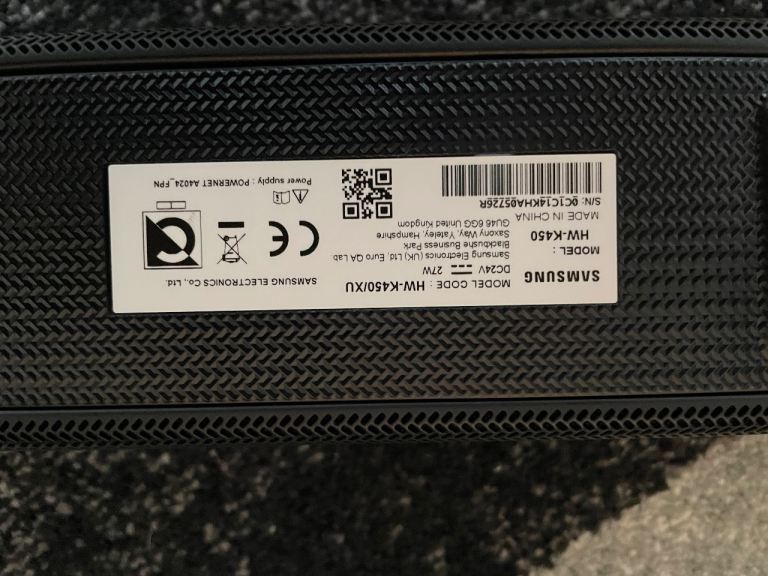 SAMSUNG
MODEL :
HW-K450
MADE IN CHINA
S/N: 0C1C14KHA05726R
MODEL CODE : HW-K450/XU
DC24V 27W
Samsung Electronics (UK) Ltd, Euro QA Lab
Blackbushe Business Park
Saxony Way, Yateley, Hampshire,
GU46 6GG United Kingdom
SAMSUNG ELECTRONICS Co., Ltd.
CE
Power supply : POWERNET A4024_FPN